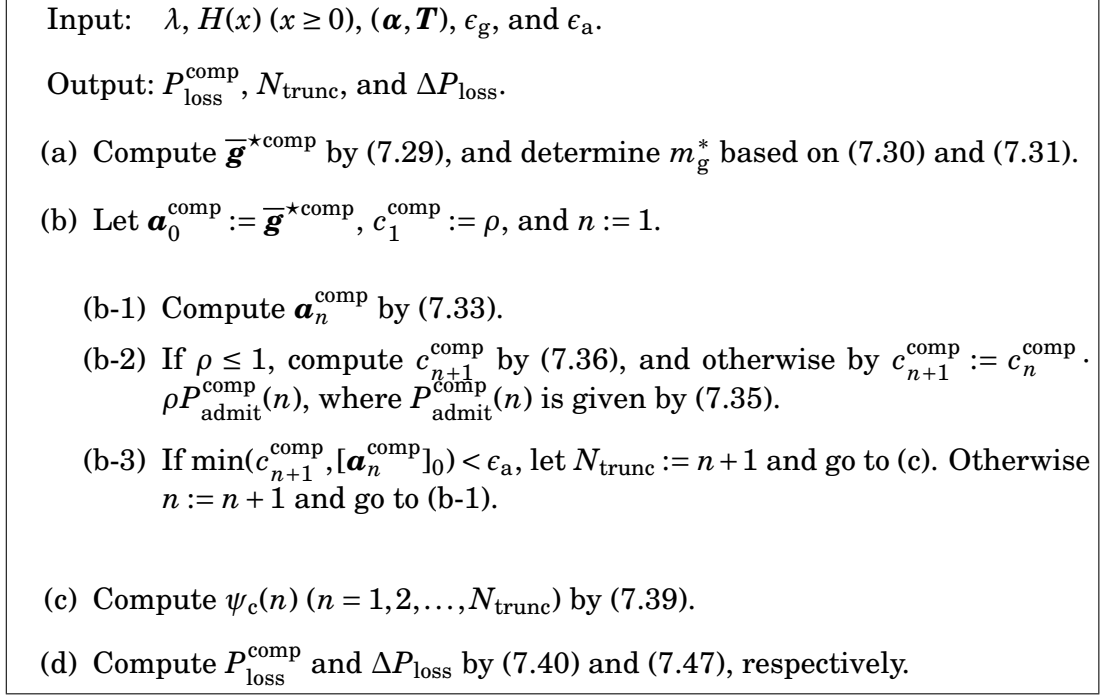 Input: λ, H(x) (x ≥ 0), (α, T), ϵ_g, and ϵ_a.
Output: P_loss^comp, N_trunc, and ΔP_loss.
(a) Compute \overline{g}^{⋆comp} by (7.29), and determine m_g^* based on (7.30) and (7.31).
(b) Let a_0^comp := \overline{g}^{⋆comp}, c_1^comp := ρ, and n := 1.
(b-1) Compute a_n^comp by (7.33).
(b-2) If ρ ≤ 1, compute c_{n+1}^comp by (7.36), and otherwise by c_{n+1}^comp := c_n^comp ·
ρP_admit^comp(n), where P_admit^comp(n) is given by (7.35).
(b-3) If min(c_{n+1}^comp, [a_n^comp]_0) < ϵ_a, let N_trunc := n + 1 and go to (c). Otherwise
n := n + 1 and go to (b-1).
(c) Compute ψ_c(n) (n = 1,2,…,N_trunc) by (7.39).
(d) Compute P_loss^comp and ΔP_loss by (7.40) and (7.47), respectively.